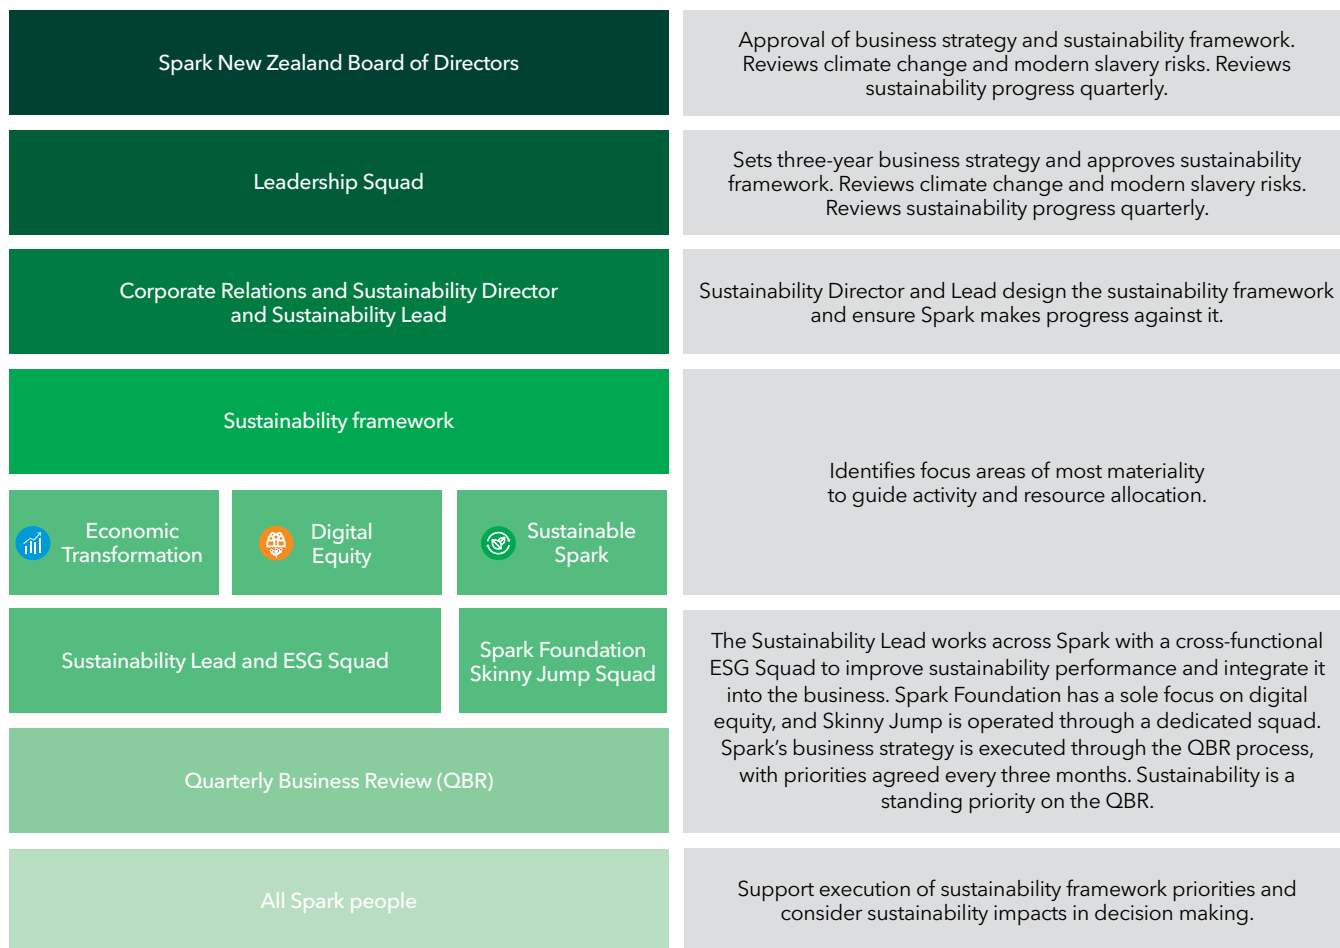 Spark New Zealand Board of Directors
Approval of business strategy and sustainability framework.
Reviews climate change and modern slavery risks. Reviews
sustainability progress quarterly.
Leadership Squad
Sets three-year business strategy and approves sustainability
framework. Reviews climate change and modern slavery risks.
Reviews sustainability progress quarterly.
Corporate Relations and Sustainability Director
and Sustainability Lead
Sustainability Director and Lead design the sustainability framework
and ensure Spark makes progress against it.
Sustainability framework
Economic
Transformation
Digital
Equity
Sustainable
Spark
Identifies focus areas of most materiality
to guide activity and resource allocation.
Sustainability Lead and ESG Squad
Spark Foundation
Skinny Jump Squad
Quarterly Business Review (QBR)
The Sustainability Lead works across Spark with a cross-functional
ESG Squad to improve sustainability performance and integrate it
into the business. Spark Foundation has a sole focus on digital
equity, and Skinny Jump is operated through a dedicated squad.
Spark’s business strategy is executed through the QBR process,
with priorities agreed every three months. Sustainability is a
standing priority on the QBR.
All Spark people
Support execution of sustainability framework priorities and
consider sustainability impacts in decision making.